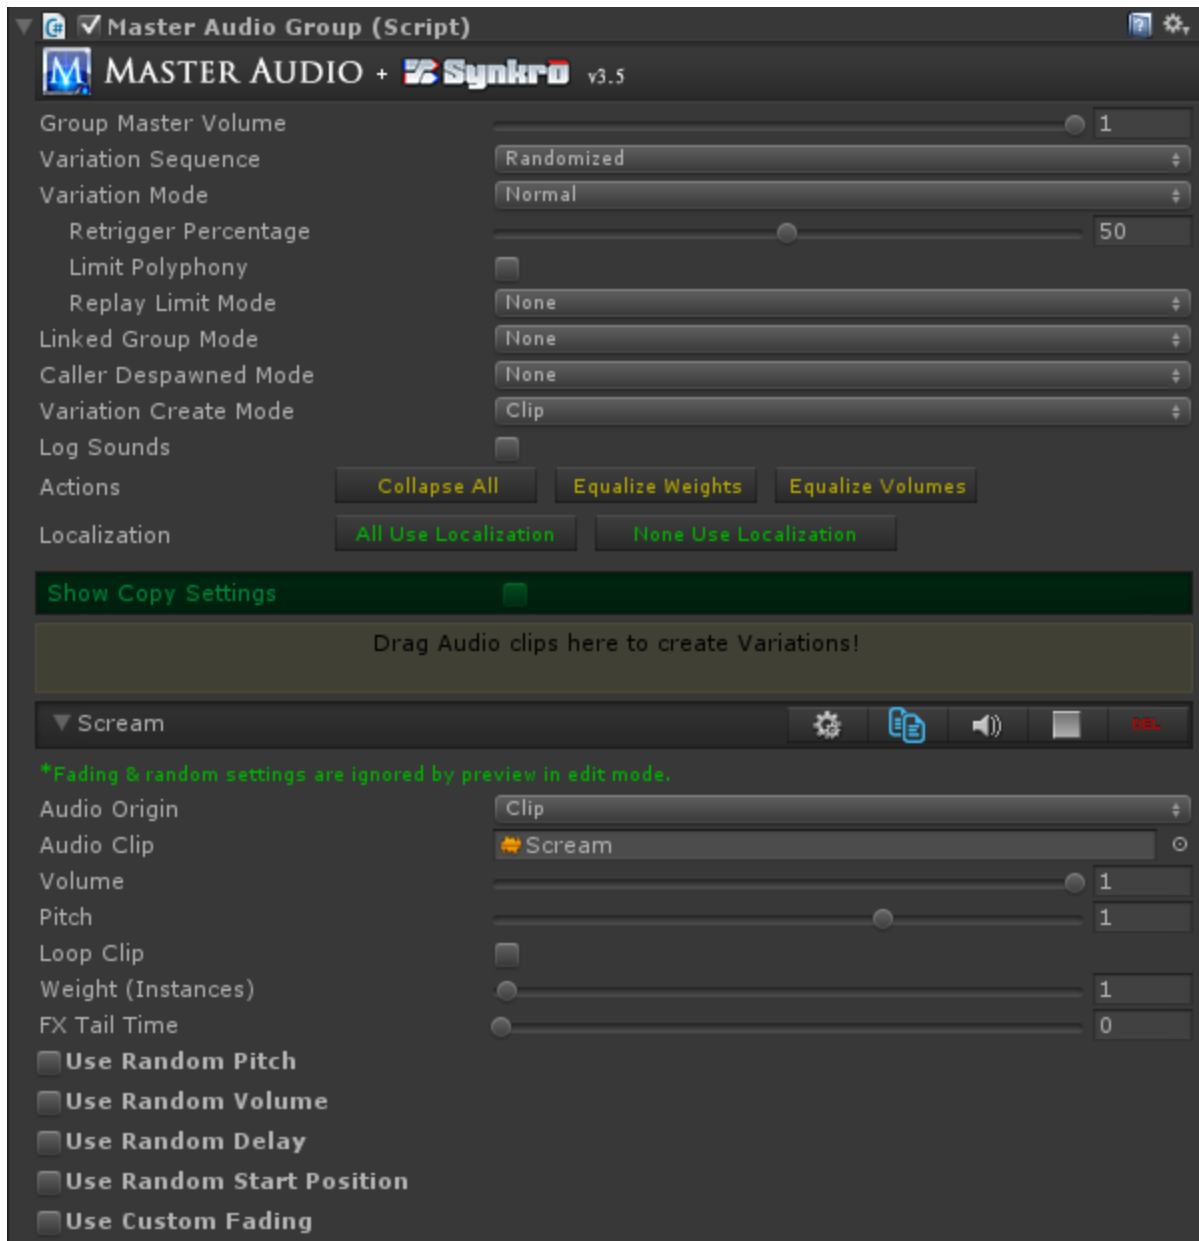 Master Audio Group (Script)
MASTER AUDIO + Synkro v3.5
Group Master Volume 1
Variation Sequence Randomized
Variation Mode Normal
Retrigger Percentage 50
Limit Polyphony
Replay Limit Mode None
Linked Group Mode None
Caller Despawned Mode None
Variation Create Mode Clip
Log Sounds
Actions Collapse All Equalize Weights Equalize Volumes
Localization All Use Localization None Use Localization
Show Copy Settings
Drag Audio clips here to create Variations!
Scream DEL
*Fading & random settings are ignored by preview in edit mode.
Audio Origin Clip
Audio Clip Scream
Volume 1
Pitch 1
Loop Clip
Weight (Instances) 1
FX Tail Time 0
Use Random Pitch
Use Random Volume
Use Random Delay
Use Random Start Position
Use Custom Fading